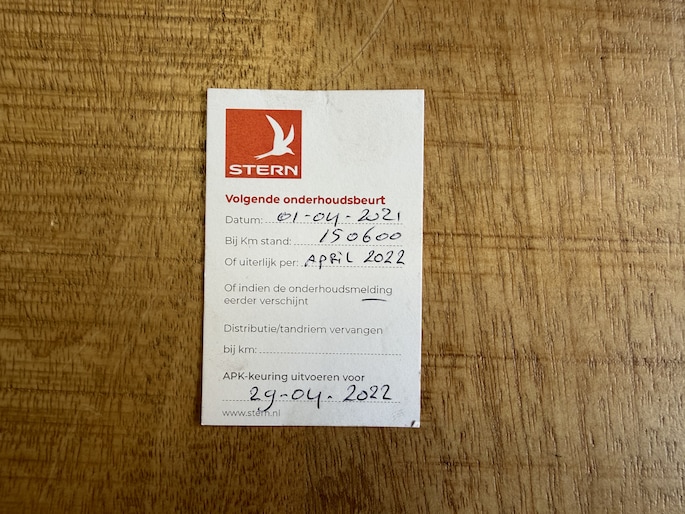 STERN
Volgende onderhoudsbeurt
Datum: 01-04-2021
Bij Km stand: 150600
Of uiterlijk per: APRIL 2022
Of indien de onderhoudsmelding
eerder verschijnt
Distributie/tandriem vervangen
bij km:
APK-keuring uitvoeren voor
29-04-2022
www.stern.nl